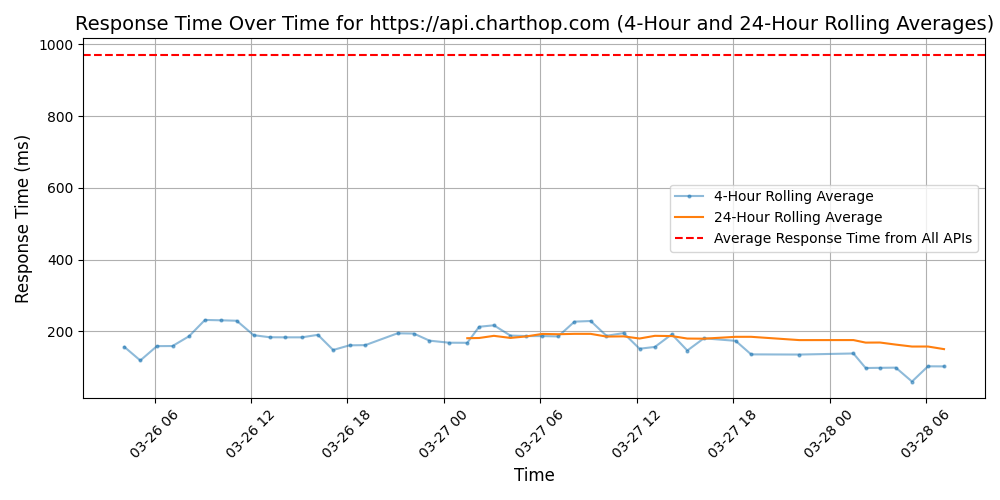 Response Time Over Time for https://api.charthop.com (4-Hour and 24-Hour Rolling Averages)
Response Time (ms)
1000
800
600
400
200
4-Hour Rolling Average
24-Hour Rolling Average
Average Response Time from All APIs
03-26 06
03-26 12
03-26 18
03-27 00
03-27 06
03-27 12
03-27 18
03-28 00
03-28 06
Time